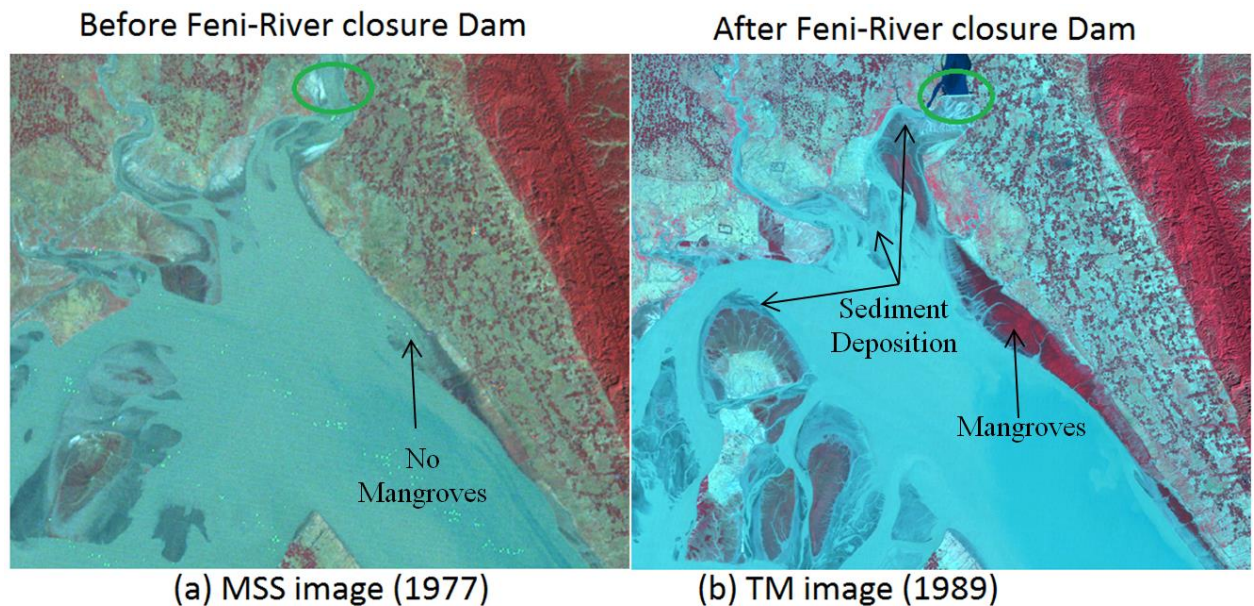 Before Feni-River closure Dam
After Feni-River closure Dam
No
Mangroves
Sediment
Deposition
Mangroves
(a) MSS image (1977)
(b) TM image (1989)